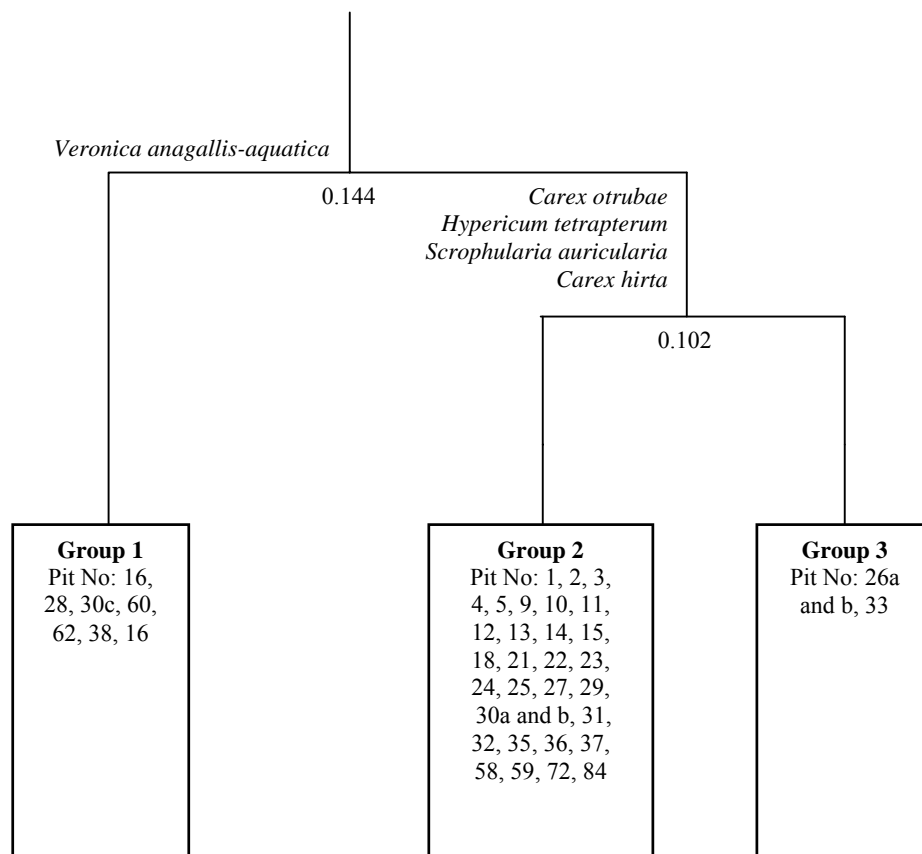 Veronica anagallis-aquatica
0.144
Carex otrubae
Hypericum tetrapterum
Scrophularia auricularia
Carex hirta
0.102
Group 1
Pit No: 16,
28, 30c, 60,
62, 38, 16
Group 2
Pit No: 1, 2, 3,
4, 5, 9, 10, 11,
12, 13, 14, 15,
18, 21, 22, 23,
24, 25, 27, 29,
30a and b, 31,
32, 35, 36, 37,
58, 59, 72, 84
Group 3
Pit No: 26a
and b, 33